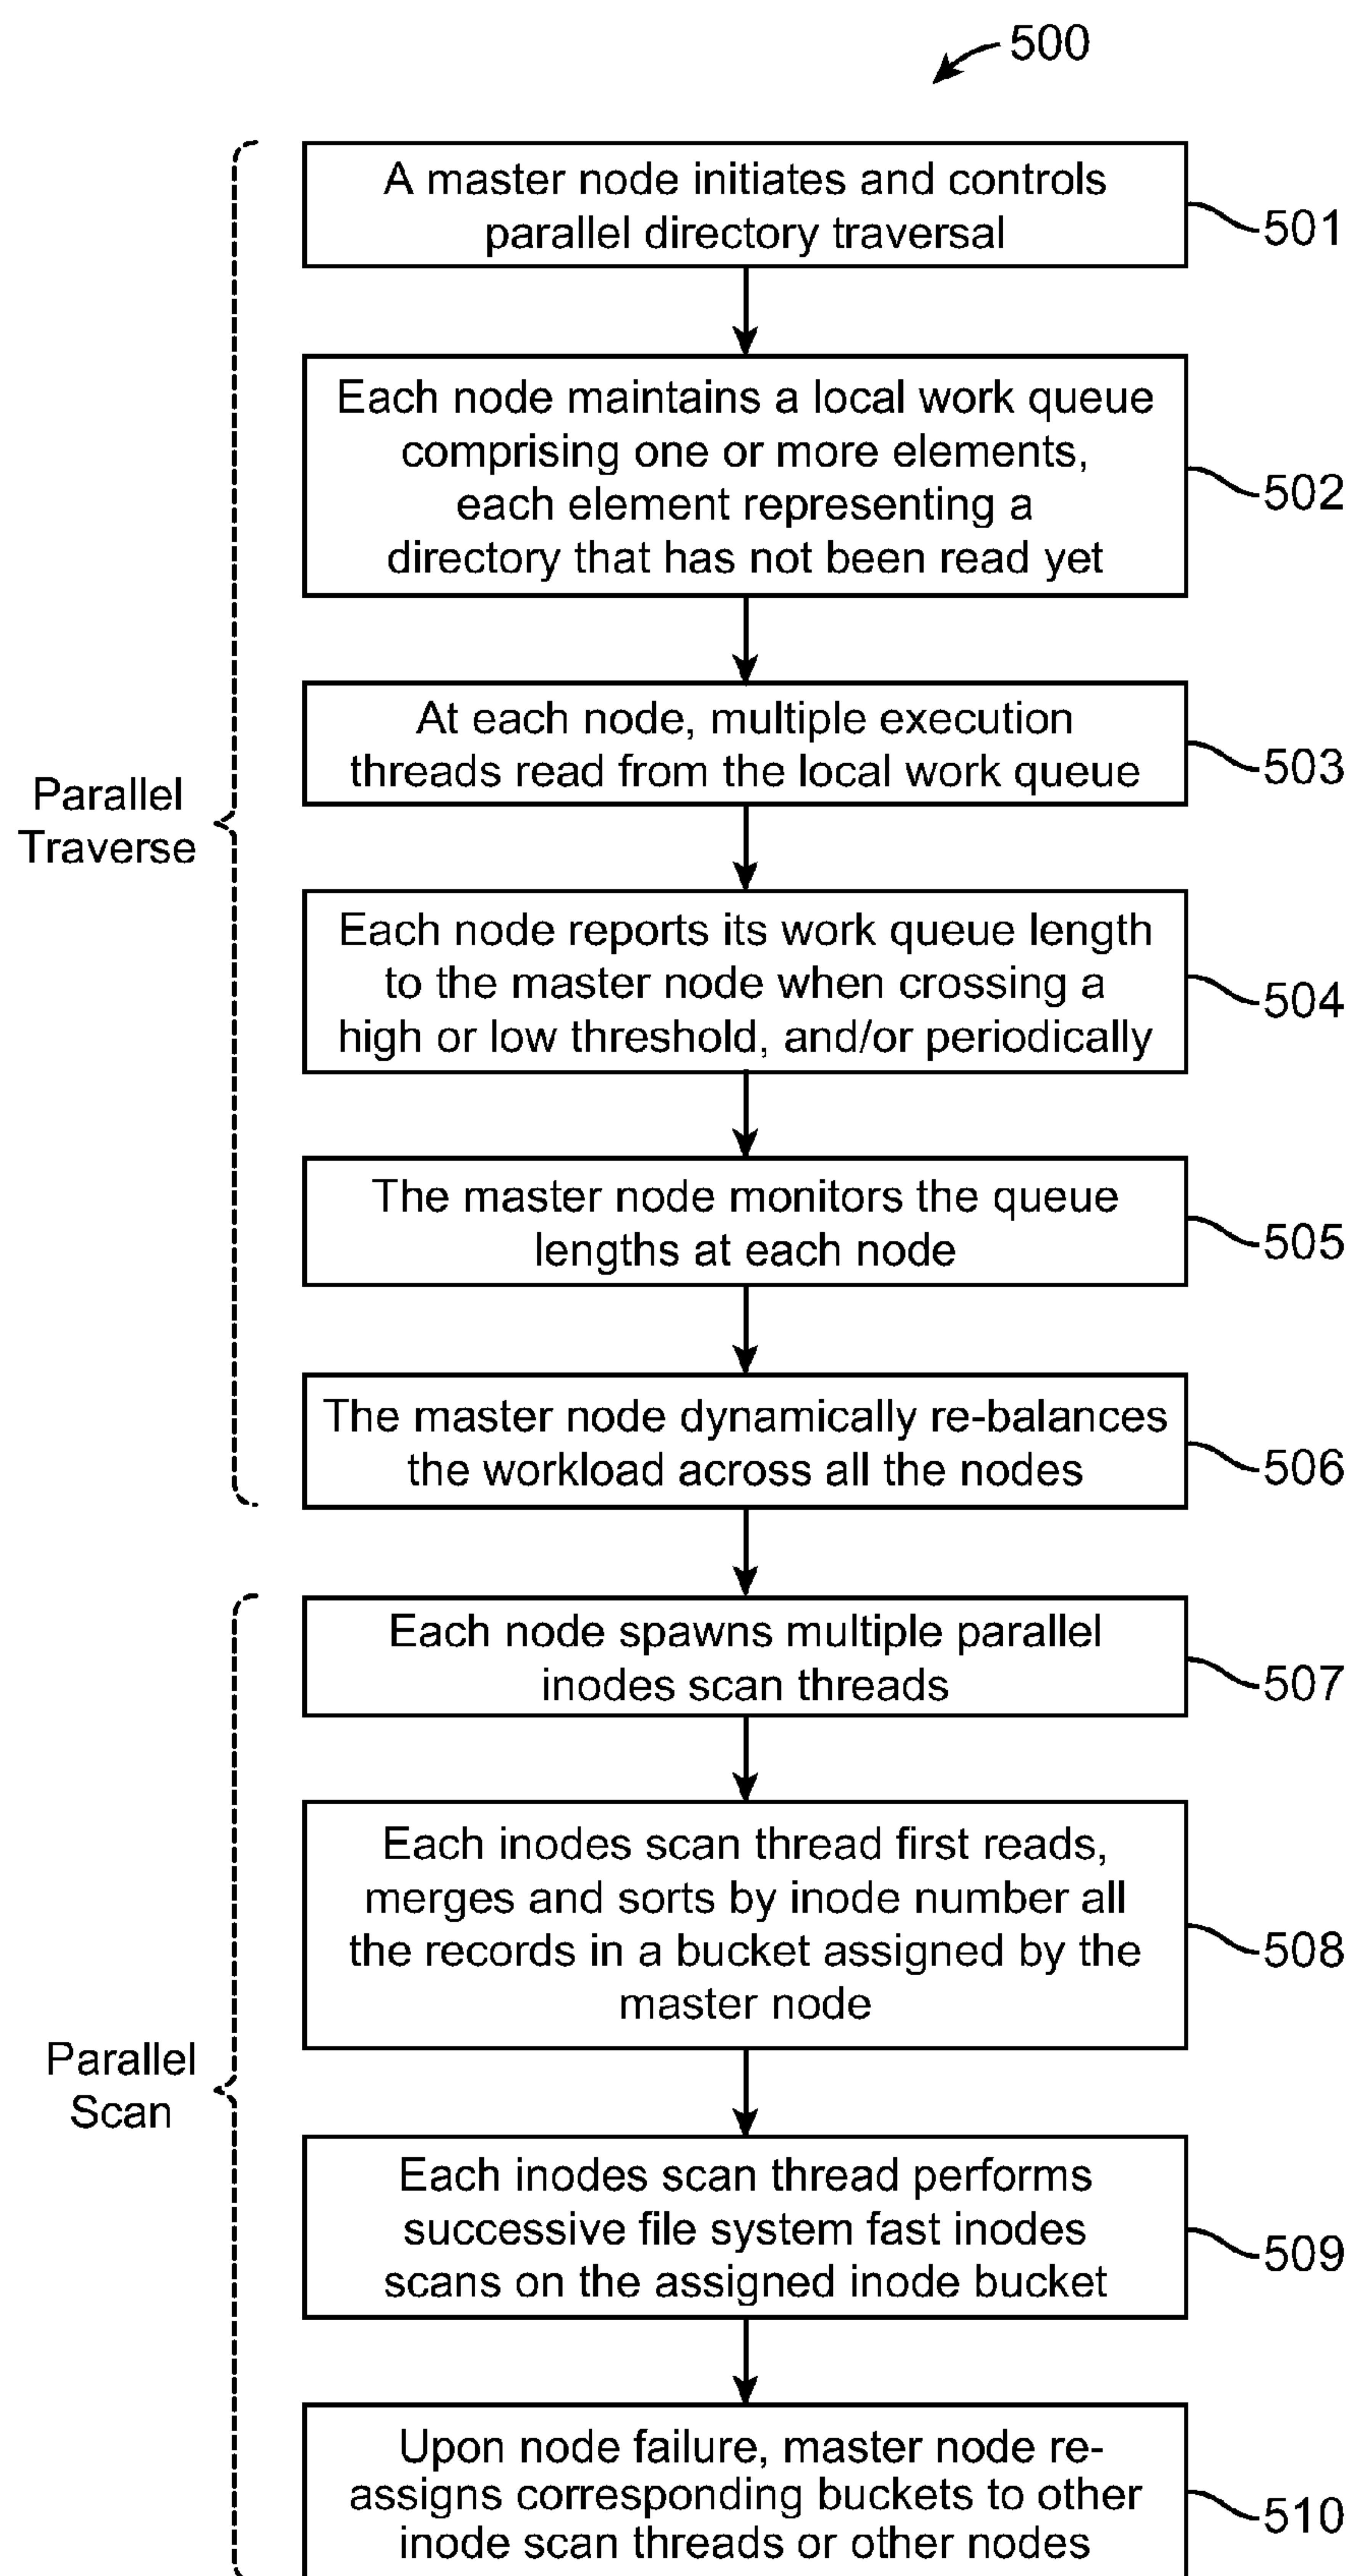 500
A master node initiates and controls
parallel directory traversal
501
Each node maintains a local work queue
comprising one or more elements,
each element representing a
directory that has not been read yet
502
At each node, multiple execution
threads read from the local work queue
503
Parallel
Traverse
Each node reports its work queue length
to the master node when crossing a
high or low threshold, and/or periodically
504
The master node monitors the queue
lengths at each node
505
The master node dynamically re-balances
the workload across all the nodes
506
Each node spawns multiple parallel
inodes scan threads
507
Each inodes scan thread first reads,
merges and sorts by inode number all
the records in a bucket assigned by the
master node
508
Parallel
Scan
Each inodes scan thread performs
successive file system fast inodes
scans on the assigned inode bucket
509
Upon node failure, master node re-
assigns corresponding buckets to other
inode scan threads or other nodes
510